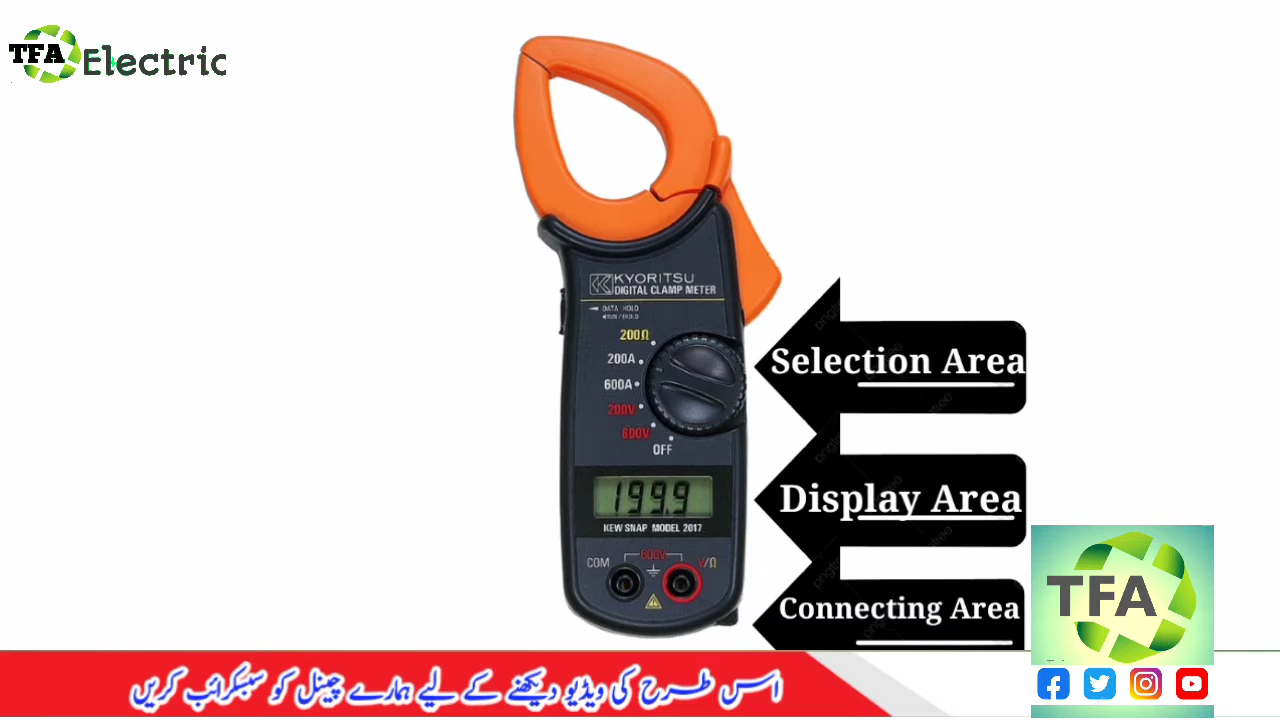 TFA
Electric
KYORITSU
DIGITAL CLAMP METER
DATA HOLD
200Ω
200A
600A
200V
600V
OFF
199.9
KEW SNAP MODEL 2017
COM
600V
V/Ω
Selection Area
Display Area
Connecting Area
TFA
اس طرح کی ویڈیو دیکھنے کے لیے ہمارے چینل کو سبسکرائب کریں